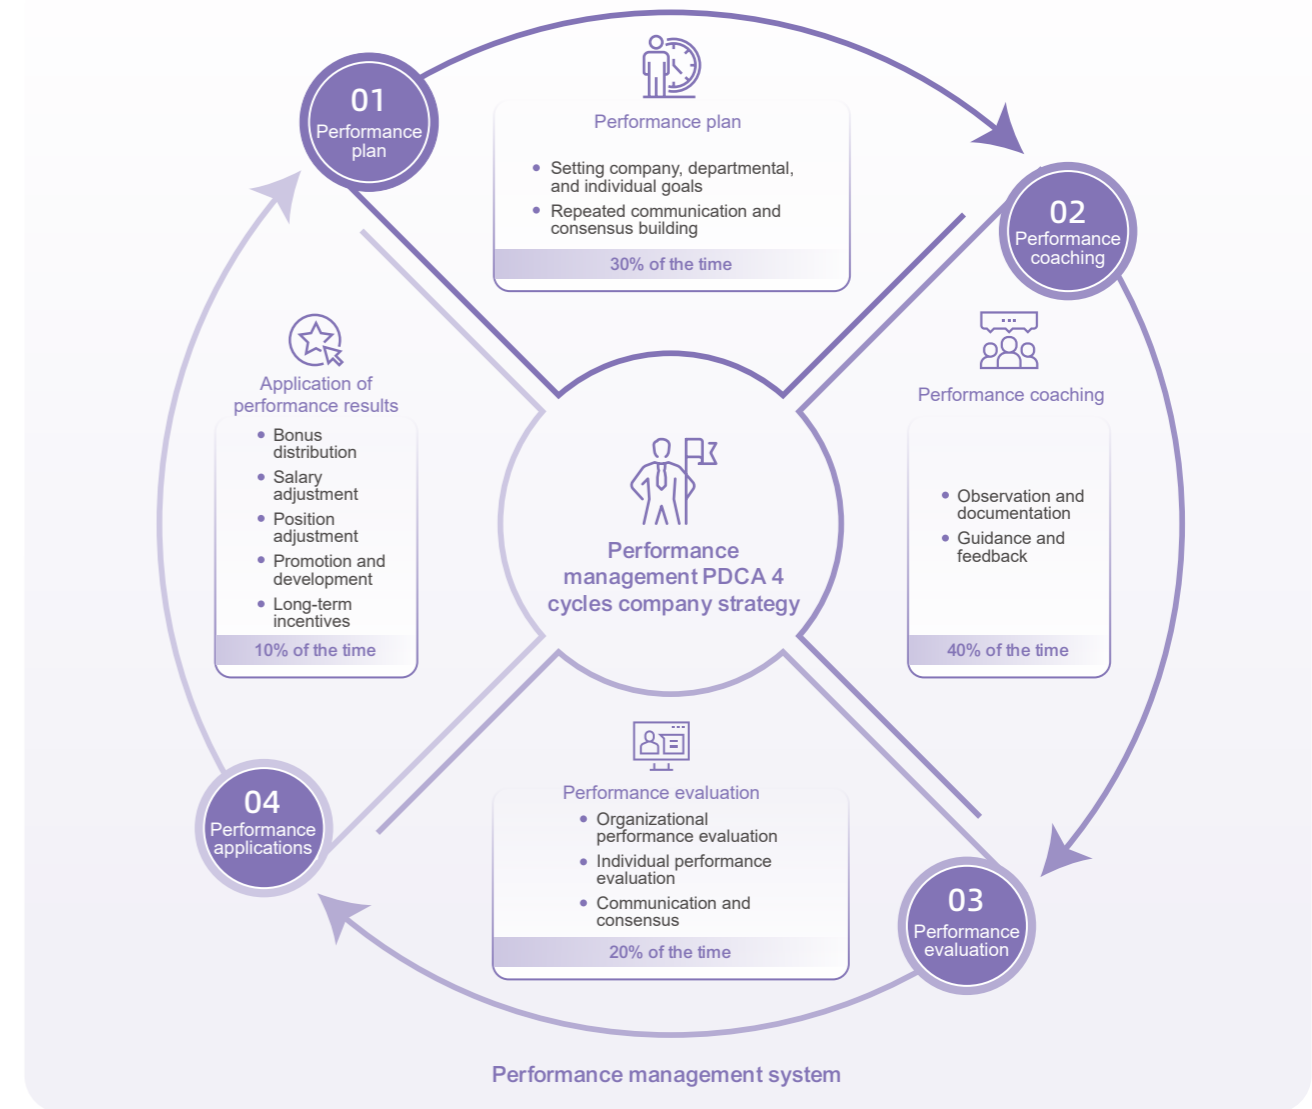 01
Performance
plan
Performance plan
Setting company, departmental,
and individual goals
Repeated communication and
consensus building
30% of the time
02
Performance
coaching
Performance coaching
Observation and
documentation
Guidance and
feedback
40% of the time
Application of
performance results
Bonus
distribution
Salary
adjustment
Position
adjustment
Promotion and
development
Long-term
incentives
10% of the time
Performance
management PDCA 4
cycles company strategy
Performance evaluation
Organizational
performance evaluation
Individual performance
evaluation
Communication and
consensus
20% of the time
03
Performance
evaluation
04
Performance
applications
Performance management system